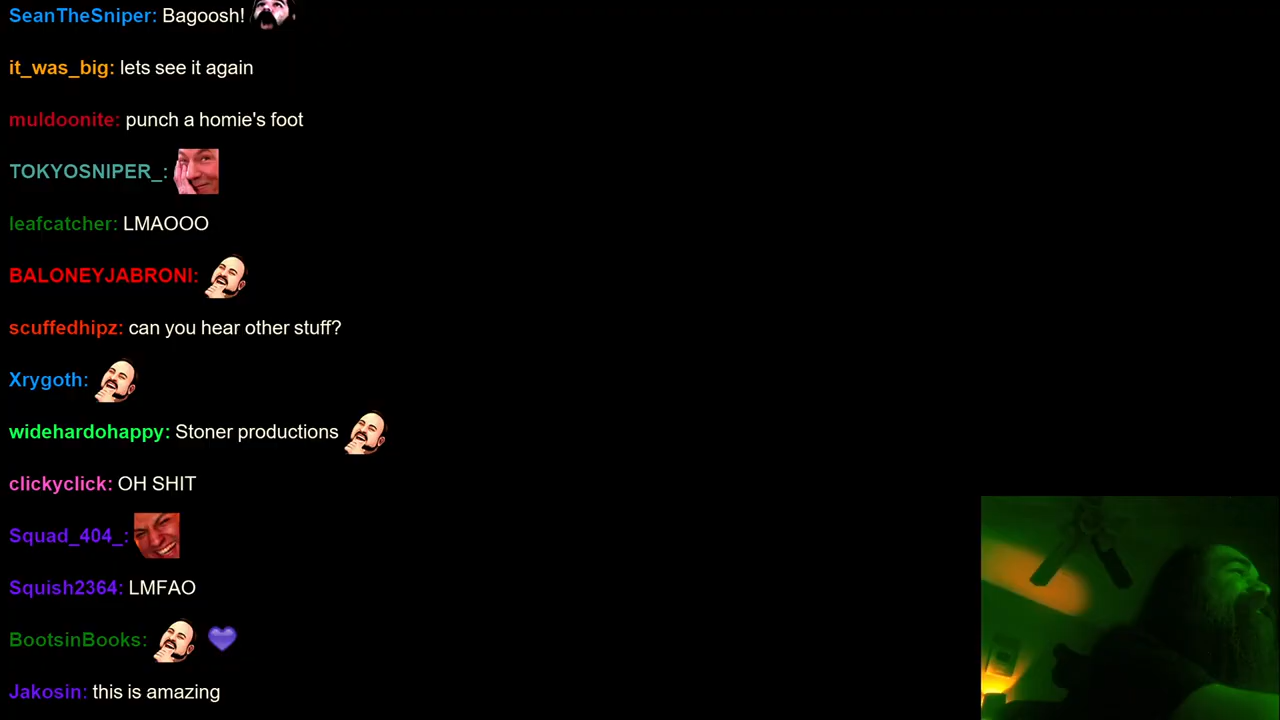 SeanTheSniper: Bagoosh!
it_was_big: lets see it again
muldoonite: punch a homie's foot
TOKYOSNIPER_:
leafcatcher: LMAOOO
BALONEYJABRONI:
scuffedhipz: can you hear other stuff?
Xrygoth:
widehardohappy: Stoner productions
clickyclick: OH SHIT
Squad_404_:
Squish2364: LMFAO
BootsinBooks:
Jakosin: this is amazing